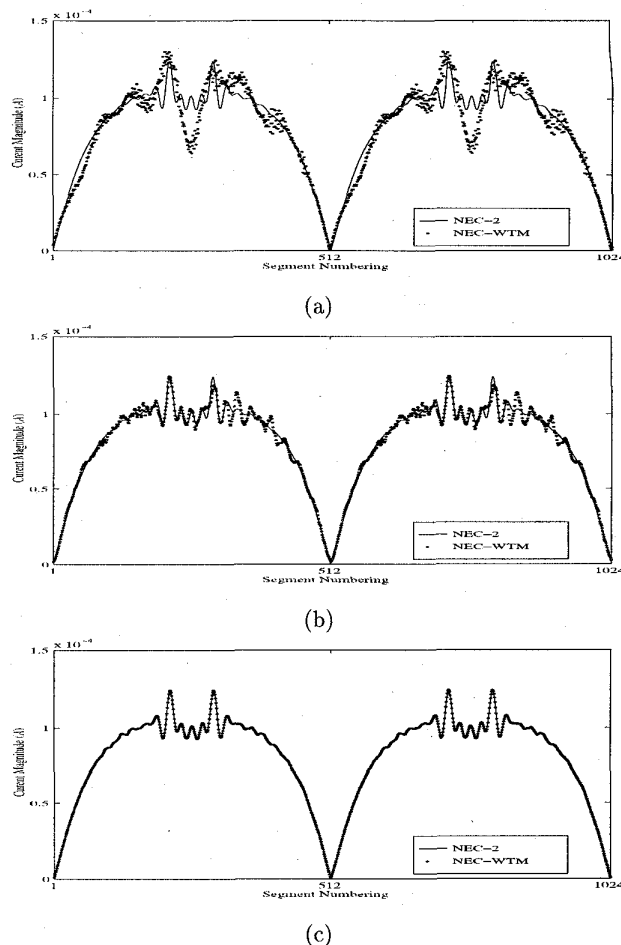 x 10⁻⁴
1.5
1
0.5
0
Current Magnitude (A)
NEC−2
NEC−WTM
1
512
1024
Segment Numbering
(a)
x 10⁻⁴
1.5
1
0.5
0
Current Magnitude (A)
NEC−2
NEC−WTM
1
512
1024
Segment Numbering
(b)
x 10⁻⁴
1.5
1
0.5
0
Current Magnitude (A)
NEC−2
NEC−WTM
1
512
1024
Segment Numbering
(c)